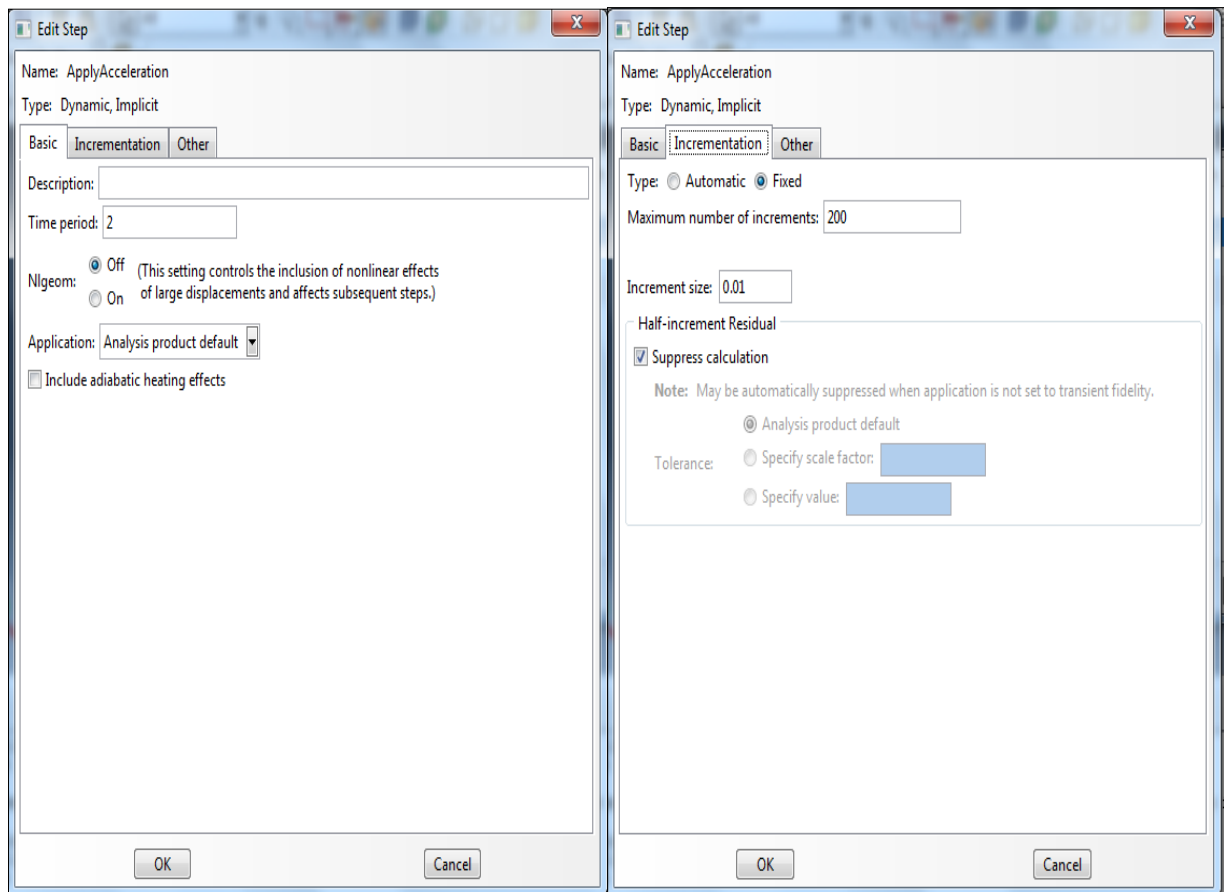 Edit Step
X
Name: ApplyAcceleration
Type: Dynamic, Implicit
Basic Incrementation Other
Description:
Time period: 2
Nlgeom:
Off
On
(This setting controls the inclusion of nonlinear effects
of large displacements and affects subsequent steps.)
Application: Analysis product default
Include adiabatic heating effects
OK Cancel
Edit Step
X
Name: ApplyAcceleration
Type: Dynamic, Implicit
Basic Incrementation Other
Type: Automatic Fixed
Maximum number of increments: 200
Increment size: 0.01
Half-increment Residual
Suppress calculation
Note: May be automatically suppressed when application is not set to transient fidelity.
Analysis product default
Tolerance: Specify scale factor:
Specify value:
OK Cancel